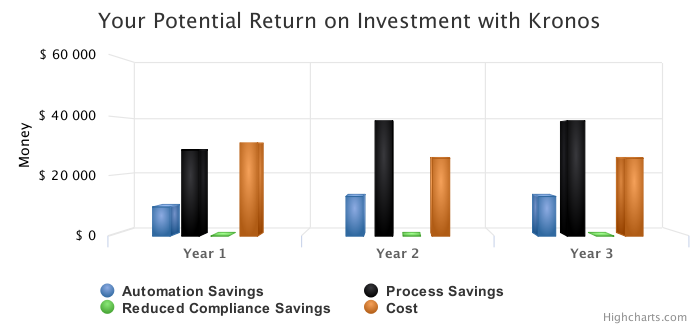 Your Potential Return on Investment with Kronos
$ 60 000
$ 40 000
$ 20 000
$ 0
Money
Year 1 Year 2 Year 3
Automation Savings Process Savings
Reduced Compliance Savings Cost
Highcharts.com